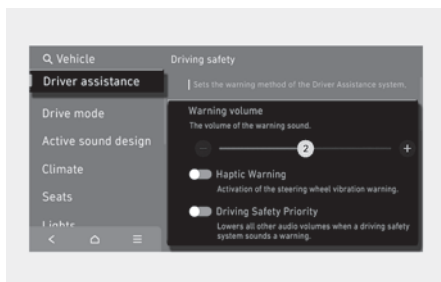 Vehicle
Driving safety
Driver assistance
Sets the warning method of the Driver Assistance system.
Drive mode
Active sound design
Climate
Seats
Lights
Warning volume
The volume of the warning sound.
2
Haptic Warning
Activation of the steering wheel vibration warning.
Driving Safety Priority
Lowers all other audio volumes when a driving safety
system sounds a warning.